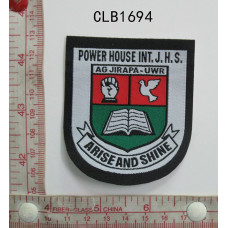 CLB1694
POWER HOUSE INT. J.H.S.
AG JIRAPA - UWR
ARISE AND SHINE